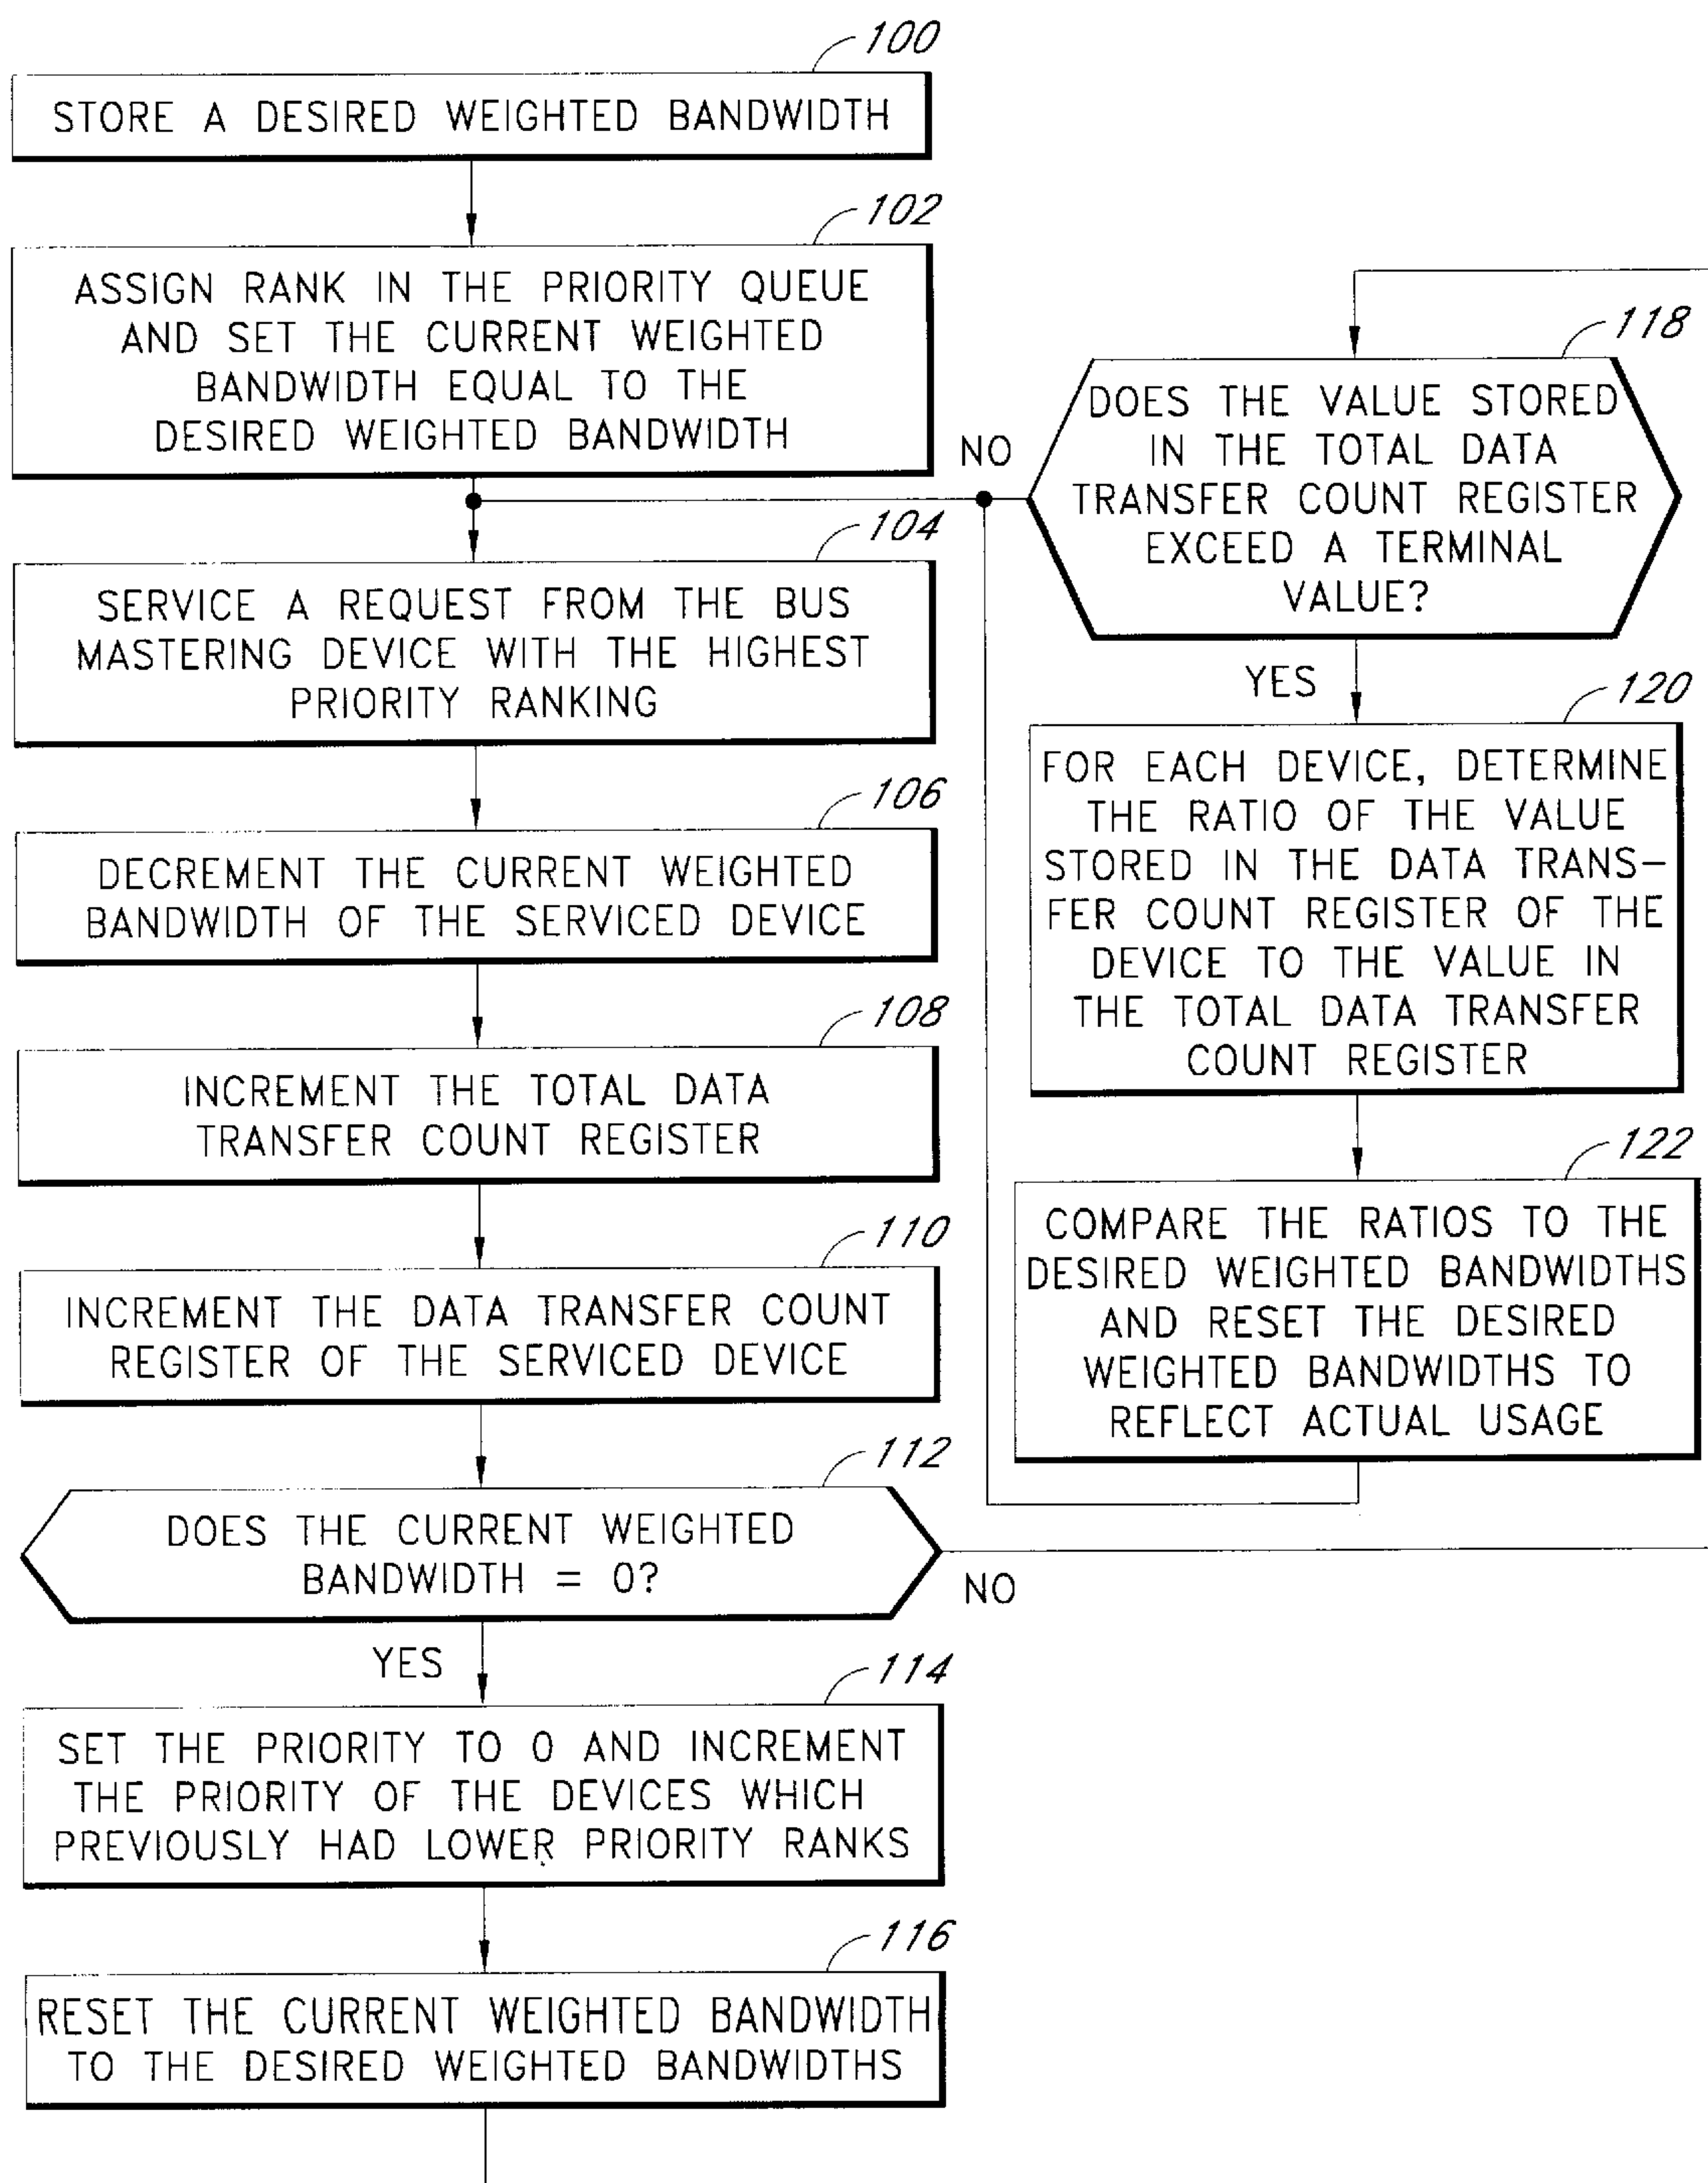 100
STORE A DESIRED WEIGHTED BANDWIDTH
102
ASSIGN RANK IN THE PRIORITY QUEUE
AND SET THE CURRENT WEIGHTED
BANDWIDTH EQUAL TO THE
DESIRED WEIGHTED BANDWIDTH
104
SERVICE A REQUEST FROM THE BUS
MASTERING DEVICE WITH THE HIGHEST
PRIORITY RANKING
106
DECREMENT THE CURRENT WEIGHTED
BANDWIDTH OF THE SERVICED DEVICE
108
INCREMENT THE TOTAL DATA
TRANSFER COUNT REGISTER
110
INCREMENT THE DATA TRANSFER COUNT
REGISTER OF THE SERVICED DEVICE
112
DOES THE CURRENT WEIGHTED
BANDWIDTH = 0?
NO
YES
114
SET THE PRIORITY TO 0 AND INCREMENT
THE PRIORITY OF THE DEVICES WHICH
PREVIOUSLY HAD LOWER PRIORITY RANKS
116
RESET THE CURRENT WEIGHTED BANDWIDTH
TO THE DESIRED WEIGHTED BANDWIDTHS
118
DOES THE VALUE STORED
IN THE TOTAL DATA
TRANSFER COUNT REGISTER
EXCEED A TERMINAL
VALUE?
NO
YES
120
FOR EACH DEVICE, DETERMINE
THE RATIO OF THE VALUE
STORED IN THE DATA TRANS-
FER COUNT REGISTER OF THE
DEVICE TO THE VALUE IN
THE TOTAL DATA TRANSFER
COUNT REGISTER
122
COMPARE THE RATIOS TO THE
DESIRED WEIGHTED BANDWIDTHS
AND RESET THE DESIRED
WEIGHTED BANDWIDTHS TO
REFLECT ACTUAL USAGE